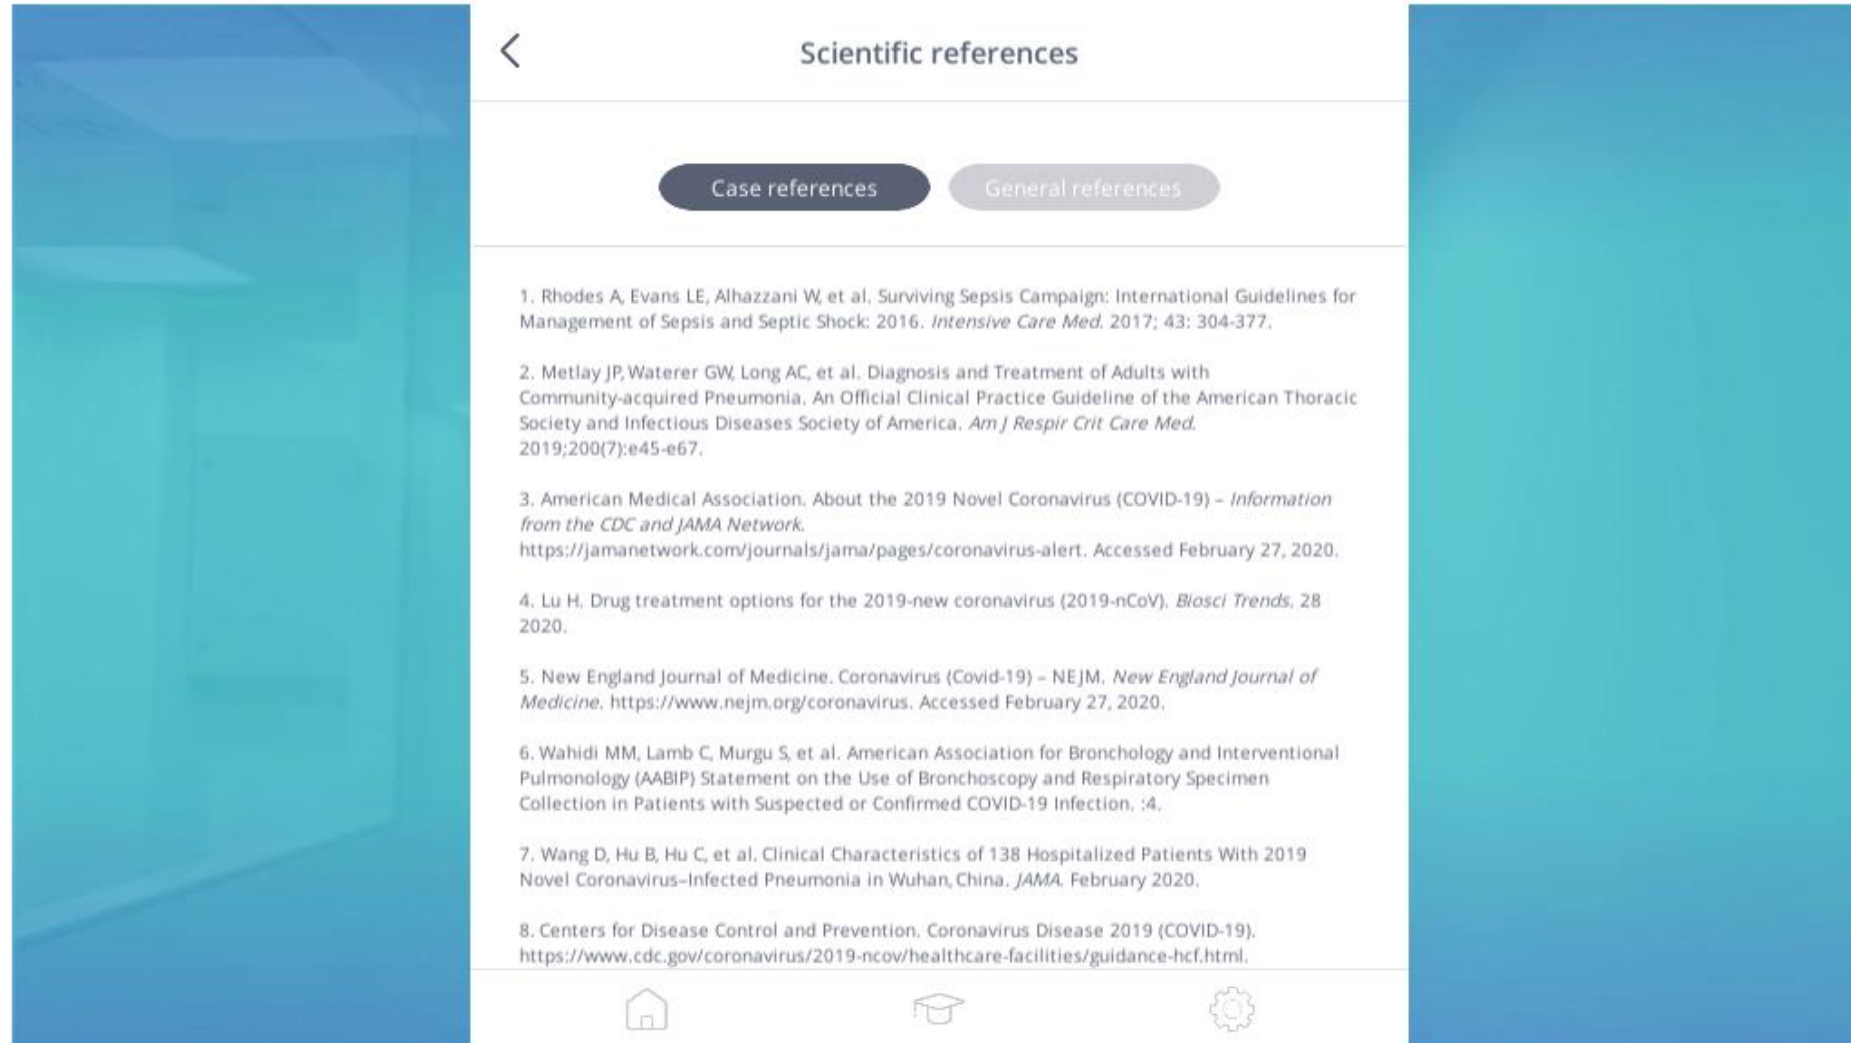 Scientific references
Case references
General references
1. Rhodes A, Evans LE, Alhazzani W, et al. Surviving Sepsis Campaign: International Guidelines for
Management of Sepsis and Septic Shock: 2016. Intensive Care Med. 2017; 43: 304-377.
2. Metlay JP, Waterer GW, Long AC, et al. Diagnosis and Treatment of Adults with
Community-acquired Pneumonia. An Official Clinical Practice Guideline of the American Thoracic
Society and Infectious Diseases Society of America. Am J Respir Crit Care Med.
2019;200(7):e45-e67.
3. American Medical Association. About the 2019 Novel Coronavirus (COVID-19) – Information
from the CDC and JAMA Network.
https://jamanetwork.com/journals/jama/pages/coronavirus-alert. Accessed February 27, 2020.
4. Lu H. Drug treatment options for the 2019-new coronavirus (2019-nCoV). Biosci Trends. 28
2020.
5. New England Journal of Medicine. Coronavirus (Covid-19) – NEJM. New England Journal of
Medicine. https://www.nejm.org/coronavirus. Accessed February 27, 2020.
6. Wahidi MM, Lamb C, Murgu S, et al. American Association for Bronchology and Interventional
Pulmonology (AABIP) Statement on the Use of Bronchoscopy and Respiratory Specimen
Collection in Patients with Suspected or Confirmed COVID-19 Infection. :4.
7. Wang D, Hu B, Hu C, et al. Clinical Characteristics of 138 Hospitalized Patients With 2019
Novel Coronavirus–Infected Pneumonia in Wuhan, China. JAMA. February 2020.
8. Centers for Disease Control and Prevention. Coronavirus Disease 2019 (COVID-19).
https://www.cdc.gov/coronavirus/2019-ncov/healthcare-facilities/guidance-hcf.html.